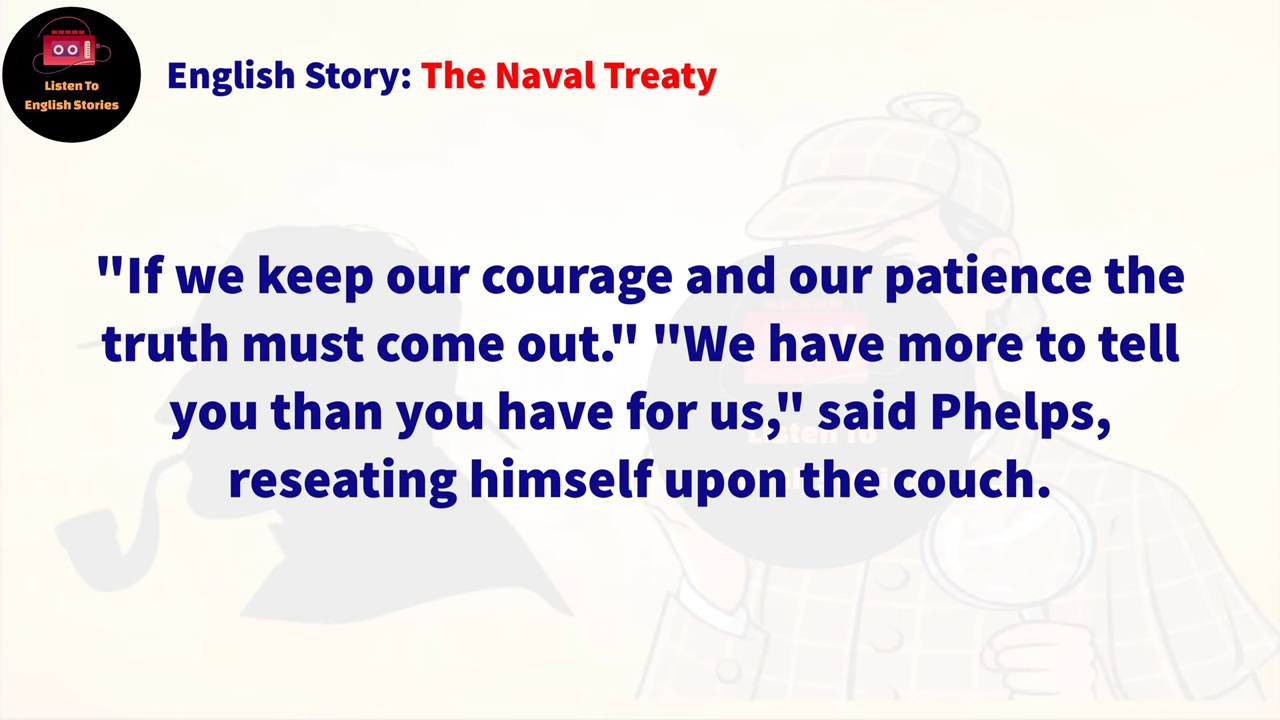 Listen To
English Stories
English Story: The Naval Treaty
"If we keep our courage and our patience the
truth must come out." "We have more to tell
you than you have for us," said Phelps,
reseating himself upon the couch.
Listen To